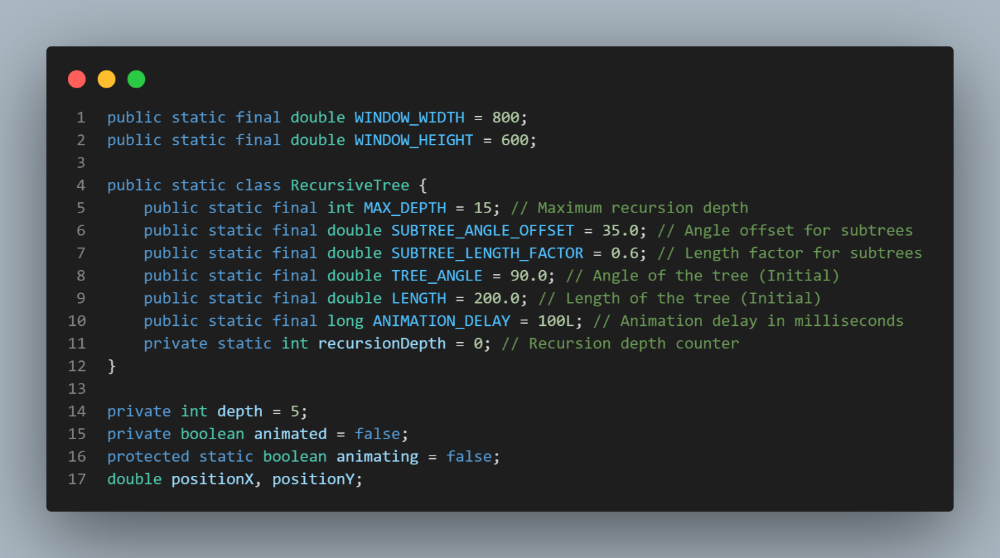 1 public static final double WINDOW_WIDTH = 800;
2 public static final double WINDOW_HEIGHT = 600;
3
4 public static class RecursiveTree {
5     public static final int MAX_DEPTH = 15; // Maximum recursion depth
6     public static final double SUBTREE_ANGLE_OFFSET = 35.0; // Angle offset for subtrees
7     public static final double SUBTREE_LENGTH_FACTOR = 0.6; // Length factor for subtrees
8     public static final double TREE_ANGLE = 90.0; // Angle of the tree (Initial)
9     public static final double LENGTH = 200.0; // Length of the tree (Initial)
10     public static final long ANIMATION_DELAY = 100L; // Animation delay in milliseconds
11     private static int recursionDepth = 0; // Recursion depth counter
12 }
13
14 private int depth = 5;
15 private boolean animated = false;
16 protected static boolean animating = false;
17 double positionX, positionY;